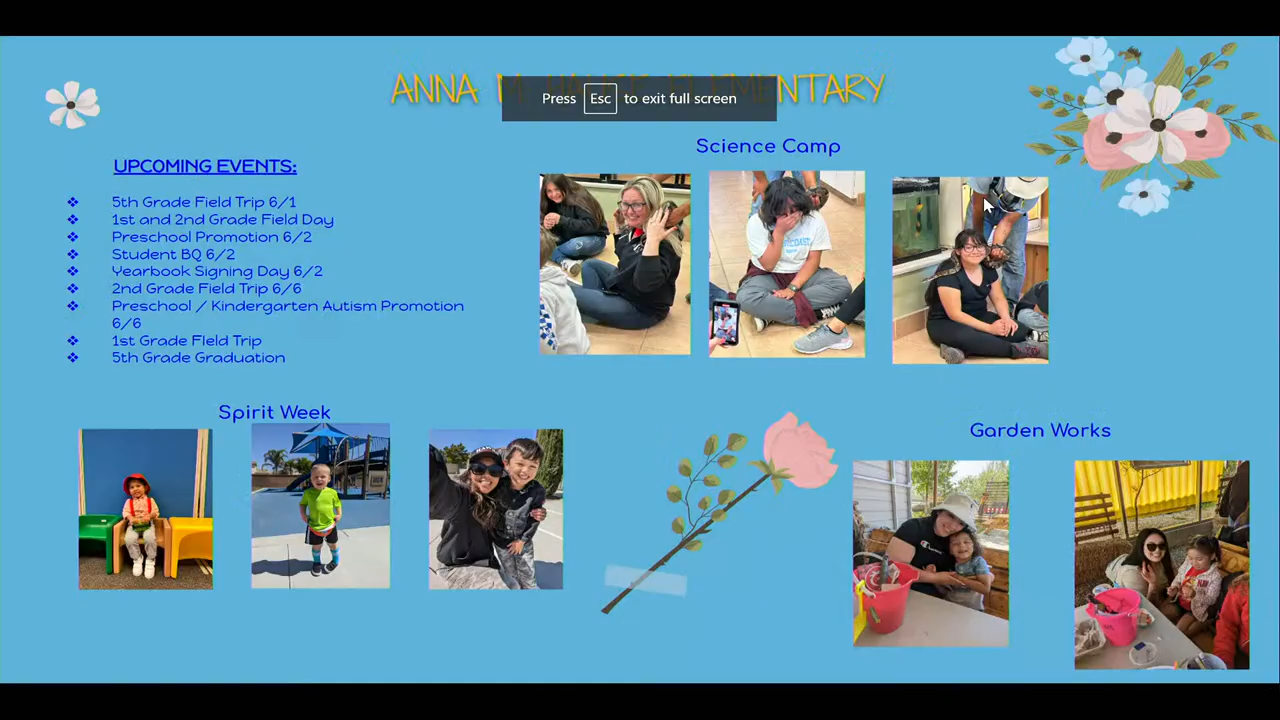 ANNA
EMENTARY
Press Esc to exit full screen
Science Camp
UPCOMING EVENTS:
❖ 5th Grade Field Trip 6/1
❖ 1st and 2nd Grade Field Day
❖ Preschool Promotion 6/2
❖ Student BQ 6/2
❖ Yearbook Signing Day 6/2
❖ 2nd Grade Field Trip 6/6
❖ Preschool / Kindergarten Autism Promotion
6/6
❖ 1st Grade FIeld Trip
❖ 5th Grade Graduation
Spirit Week
Garden Works